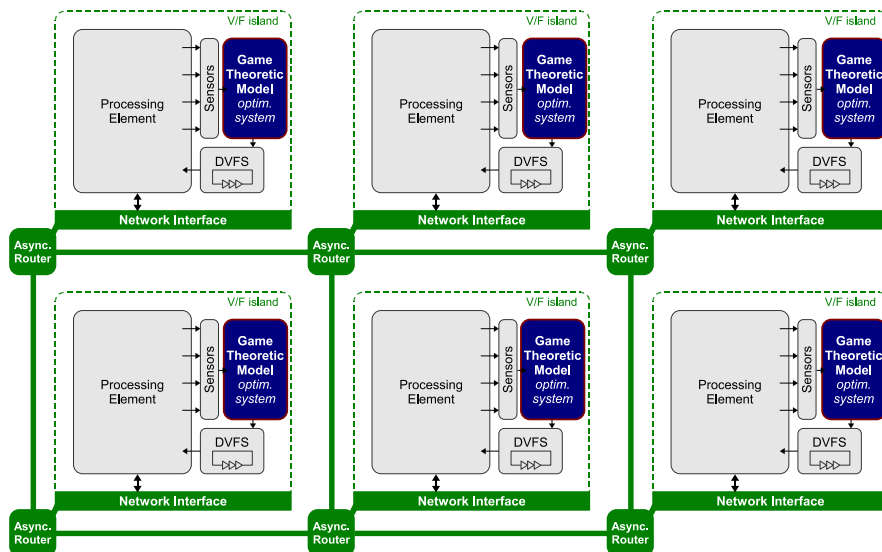 V/F island
Processing
Element
Sensors
Game
Theoretic
Model
optim.
system
DVFS
Network Interface
Async.
Router
V/F island
Processing
Element
Sensors
Game
Theoretic
Model
optim.
system
DVFS
Network Interface
Async.
Router
V/F island
Processing
Element
Sensors
Game
Theoretic
Model
optim.
system
DVFS
Network Interface
Async.
Router
V/F island
Processing
Element
Sensors
Game
Theoretic
Model
optim.
system
DVFS
Network Interface
Async.
Router
V/F island
Processing
Element
Sensors
Game
Theoretic
Model
optim.
system
DVFS
Network Interface
Async.
Router
V/F island
Processing
Element
Sensors
Game
Theoretic
Model
optim.
system
DVFS
Network Interface
Async.
Router